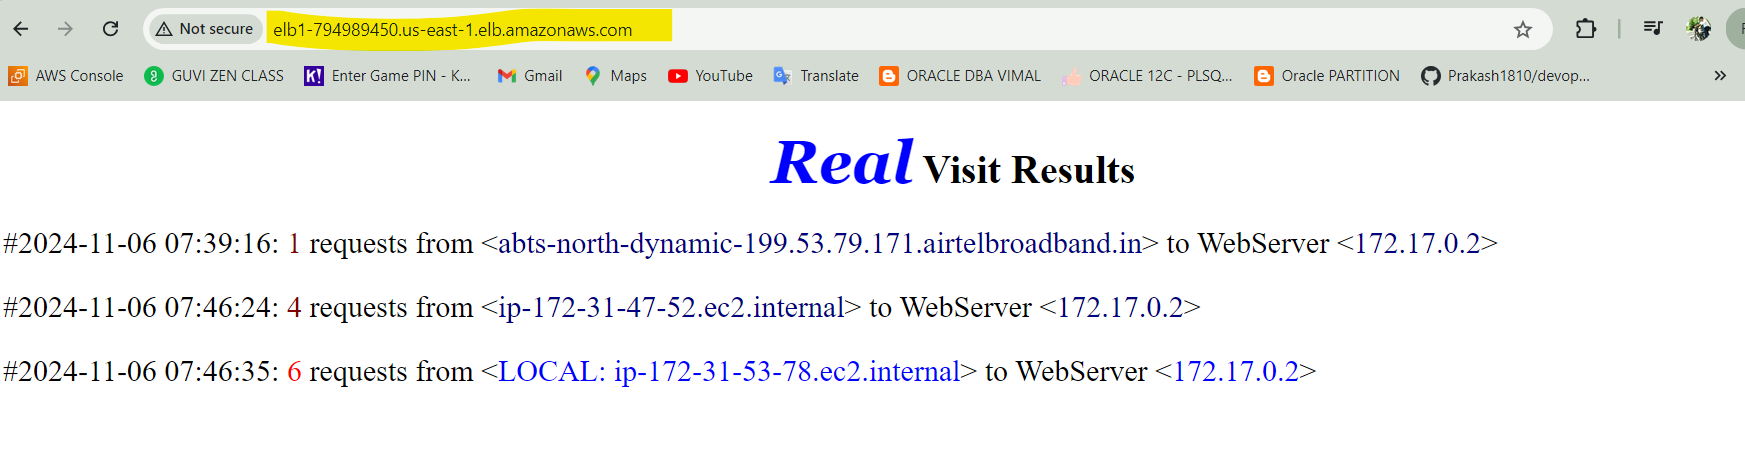 Not secure elb1-794989450.us-east-1.elb.amazonaws.com
AWS Console GUVI ZEN CLASS K! Enter Game PIN - K... Gmail Maps YouTube Translate ORACLE DBA VIMAL ORACLE 12C - PLSQ... Oracle PARTITION Prakash1810/devop... »
Real Visit Results
#2024-11-06 07:39:16: 1 requests from <abts-north-dynamic-199.53.79.171.airtelbroadband.in> to WebServer <172.17.0.2>
#2024-11-06 07:46:24: 4 requests from <ip-172-31-47-52.ec2.internal> to WebServer <172.17.0.2>
#2024-11-06 07:46:35: 6 requests from <LOCAL: ip-172-31-53-78.ec2.internal> to WebServer <172.17.0.2>